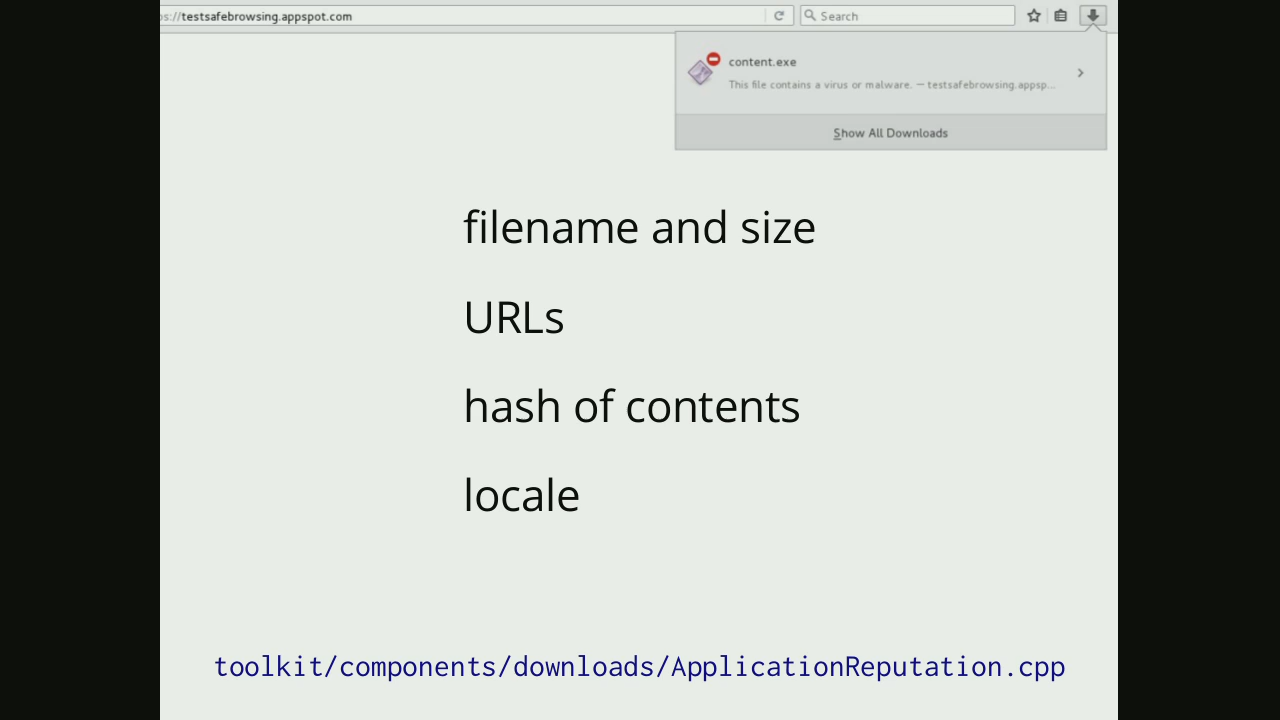 s://testsafebrowsing.appspot.com
Search
content.exe
This file contains a virus or malware. — testsafebrowsing.appsp...
Show All Downloads
filename and size
URLs
hash of contents
locale
toolkit/components/downloads/ApplicationReputation.cpp